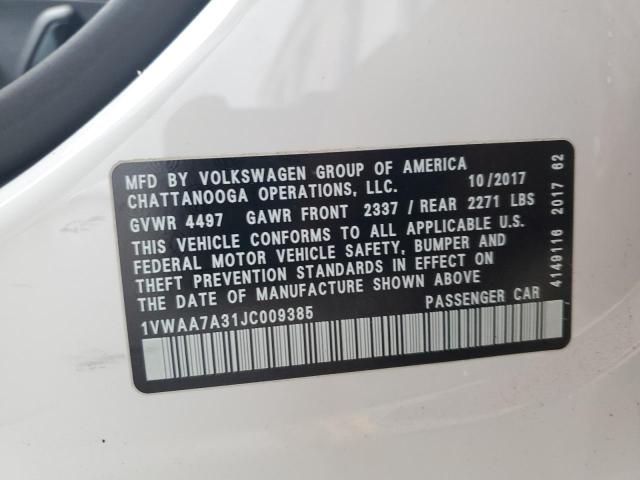 MFD BY VOLKSWAGEN GROUP OF AMERICA
CHATTANOOGA OPERATIONS, LLC. 10/2017
GVWR 4497 GAWR FRONT 2337 / REAR 2271 LBS
THIS VEHICLE CONFORMS TO ALL APPLICABLE U.S.
FEDERAL MOTOR VEHICLE SAFETY, BUMPER AND
THEFT PREVENTION STANDARDS IN EFFECT ON
THE DATE OF MANUFACTURE SHOWN ABOVE
1VWAA7A31JC009385 PASSENGER CAR
4149116 2017 62